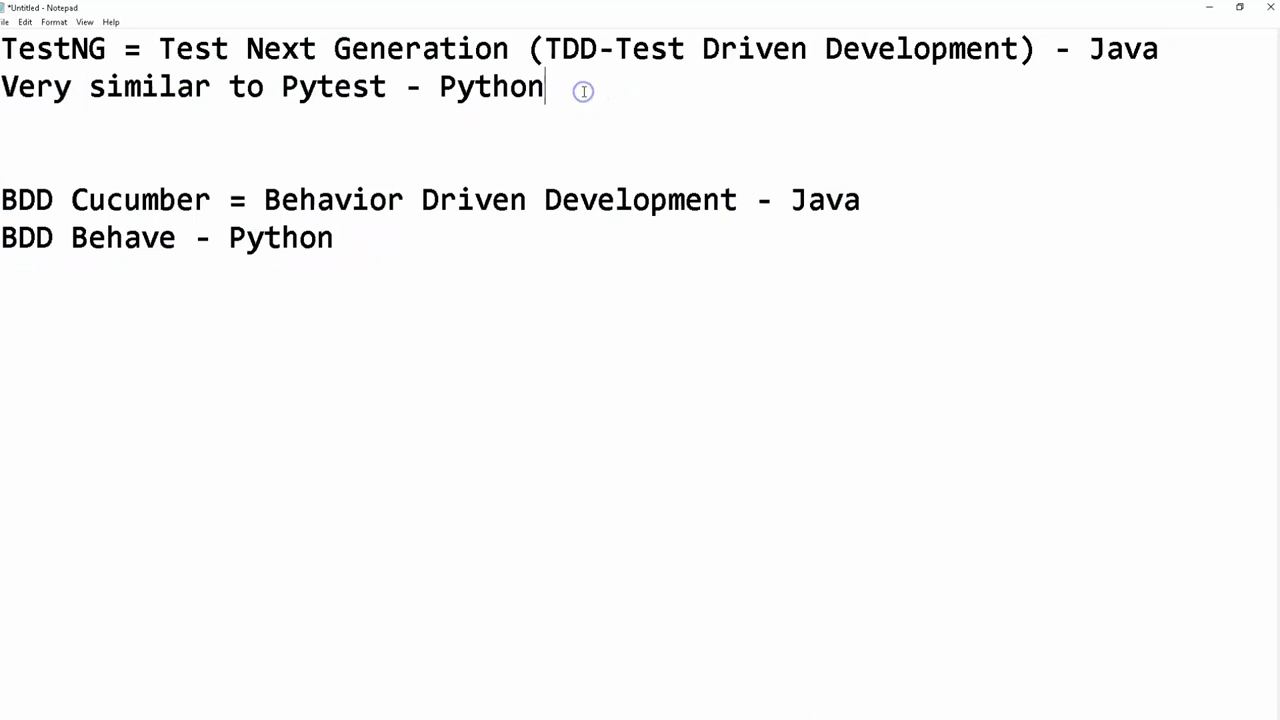 *Untitled - Notepad
ile Edit Format View Help
TestNG = Test Next Generation (TDD-Test Driven Development) - Java
Very similar to Pytest - Python
BDD Cucumber = Behavior Driven Development - Java
BDD Behave - Python